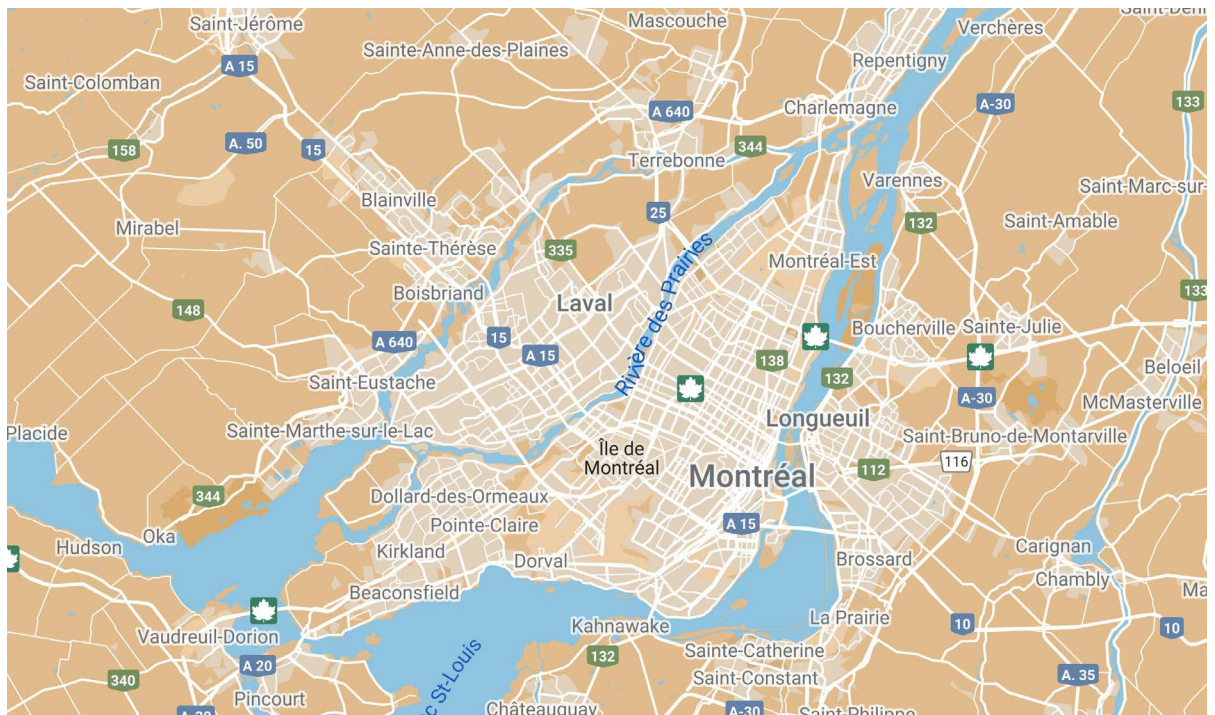 Saint-Jérôme
Mascouche
Verchères
Sainte-Anne-des-Plaines
Repentigny
A 15
Saint-Colomban
Charlemagne
A-30
133
A 640
158
A. 50
15
344
Terrebonne
Varennes
Saint-Marc-sur-
Blainville
25
132
Saint-Amable
Mirabel
Sainte-Thérèse
335
Montréal-Est
Rivière des Prairies
133
Boisbriand
Laval
148
15
A 640
A 15
Boucherville
Sainte-Julie
138
132
Beloeil
Saint-Eustache
A-30
McMasterville
Longueuil
Placide
Sainte-Marthe-sur-le-Lac
Saint-Bruno-de-Montarville
Île de
Montréal
116
112
Montréal
344
Dollard-des-Ormeaux
Pointe-Claire
A 15
Oka
Hudson
Kirkland
Dorval
Brossard
Carignan
Chambly
Beaconsfield
Ma
La Prairie
Kahnawake
10
10
Vaudreuil-Dorion
Sainte-Catherine
132
A 20
340
Saint-Constant
A. 35
Pincourt
c St-Louis
Châteauguay
A-30
Saint-Philippe